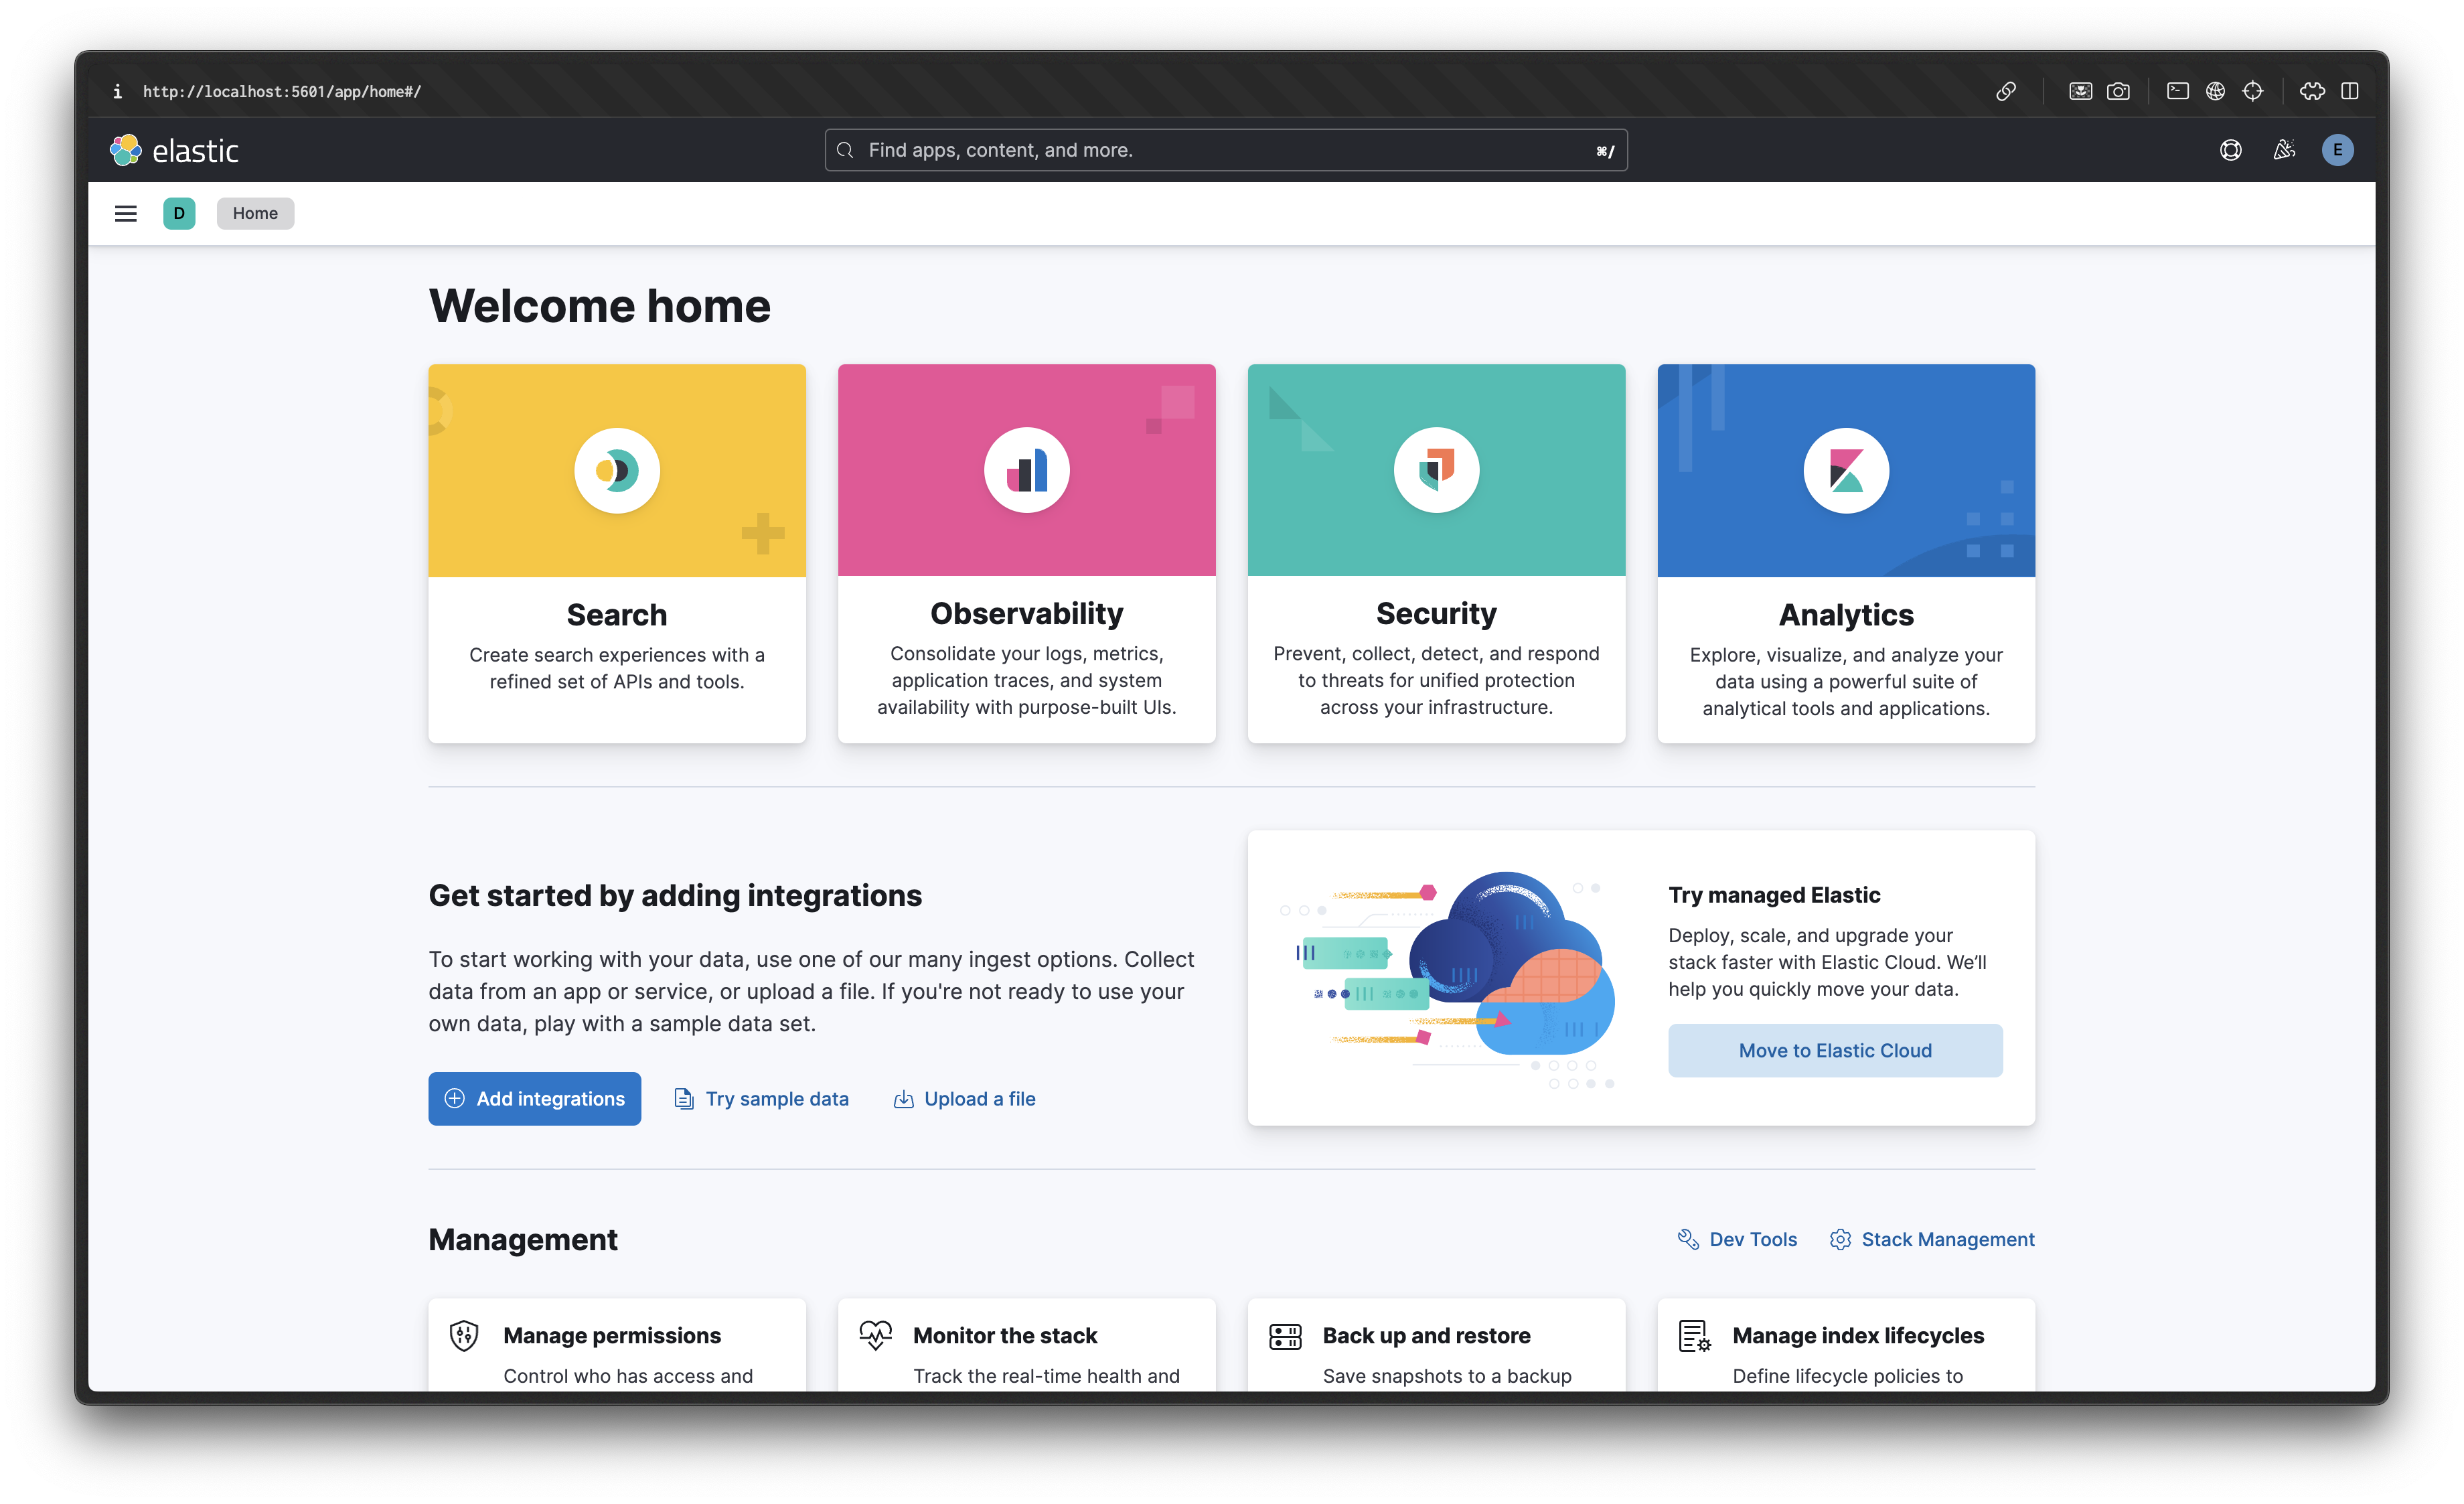 i http://localhost:5601/app/home#/
elastic
Find apps, content, and more. ⌘/
E
D Home
Welcome home
Search
Create search experiences with a
refined set of APIs and tools.
Observability
Consolidate your logs, metrics,
application traces, and system
availability with purpose-built UIs.
Security
Prevent, collect, detect, and respond
to threats for unified protection
across your infrastructure.
Analytics
Explore, visualize, and analyze your
data using a powerful suite of
analytical tools and applications.
Get started by adding integrations
To start working with your data, use one of our many ingest options. Collect
data from an app or service, or upload a file. If you're not ready to use your
own data, play with a sample data set.
Add integrations Try sample data Upload a file
Try managed Elastic
Deploy, scale, and upgrade your
stack faster with Elastic Cloud. We’ll
help you quickly move your data.
Move to Elastic Cloud
Management
Dev Tools Stack Management
Manage permissions
Control who has access and
Monitor the stack
Track the real-time health and
Back up and restore
Save snapshots to a backup
Manage index lifecycles
Define lifecycle policies to